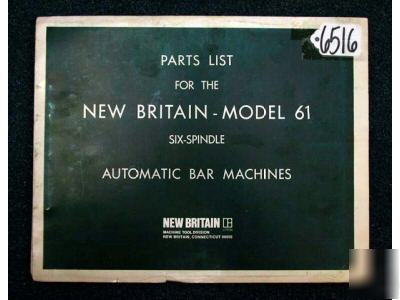 6516
PARTS LIST
FOR THE
NEW BRITAIN - MODEL 61
SIX-SPINDLE
AUTOMATIC BAR MACHINES
NEW BRITAIN
MACHINE TOOL DIVISION
NEW BRITAIN, CONNECTICUT